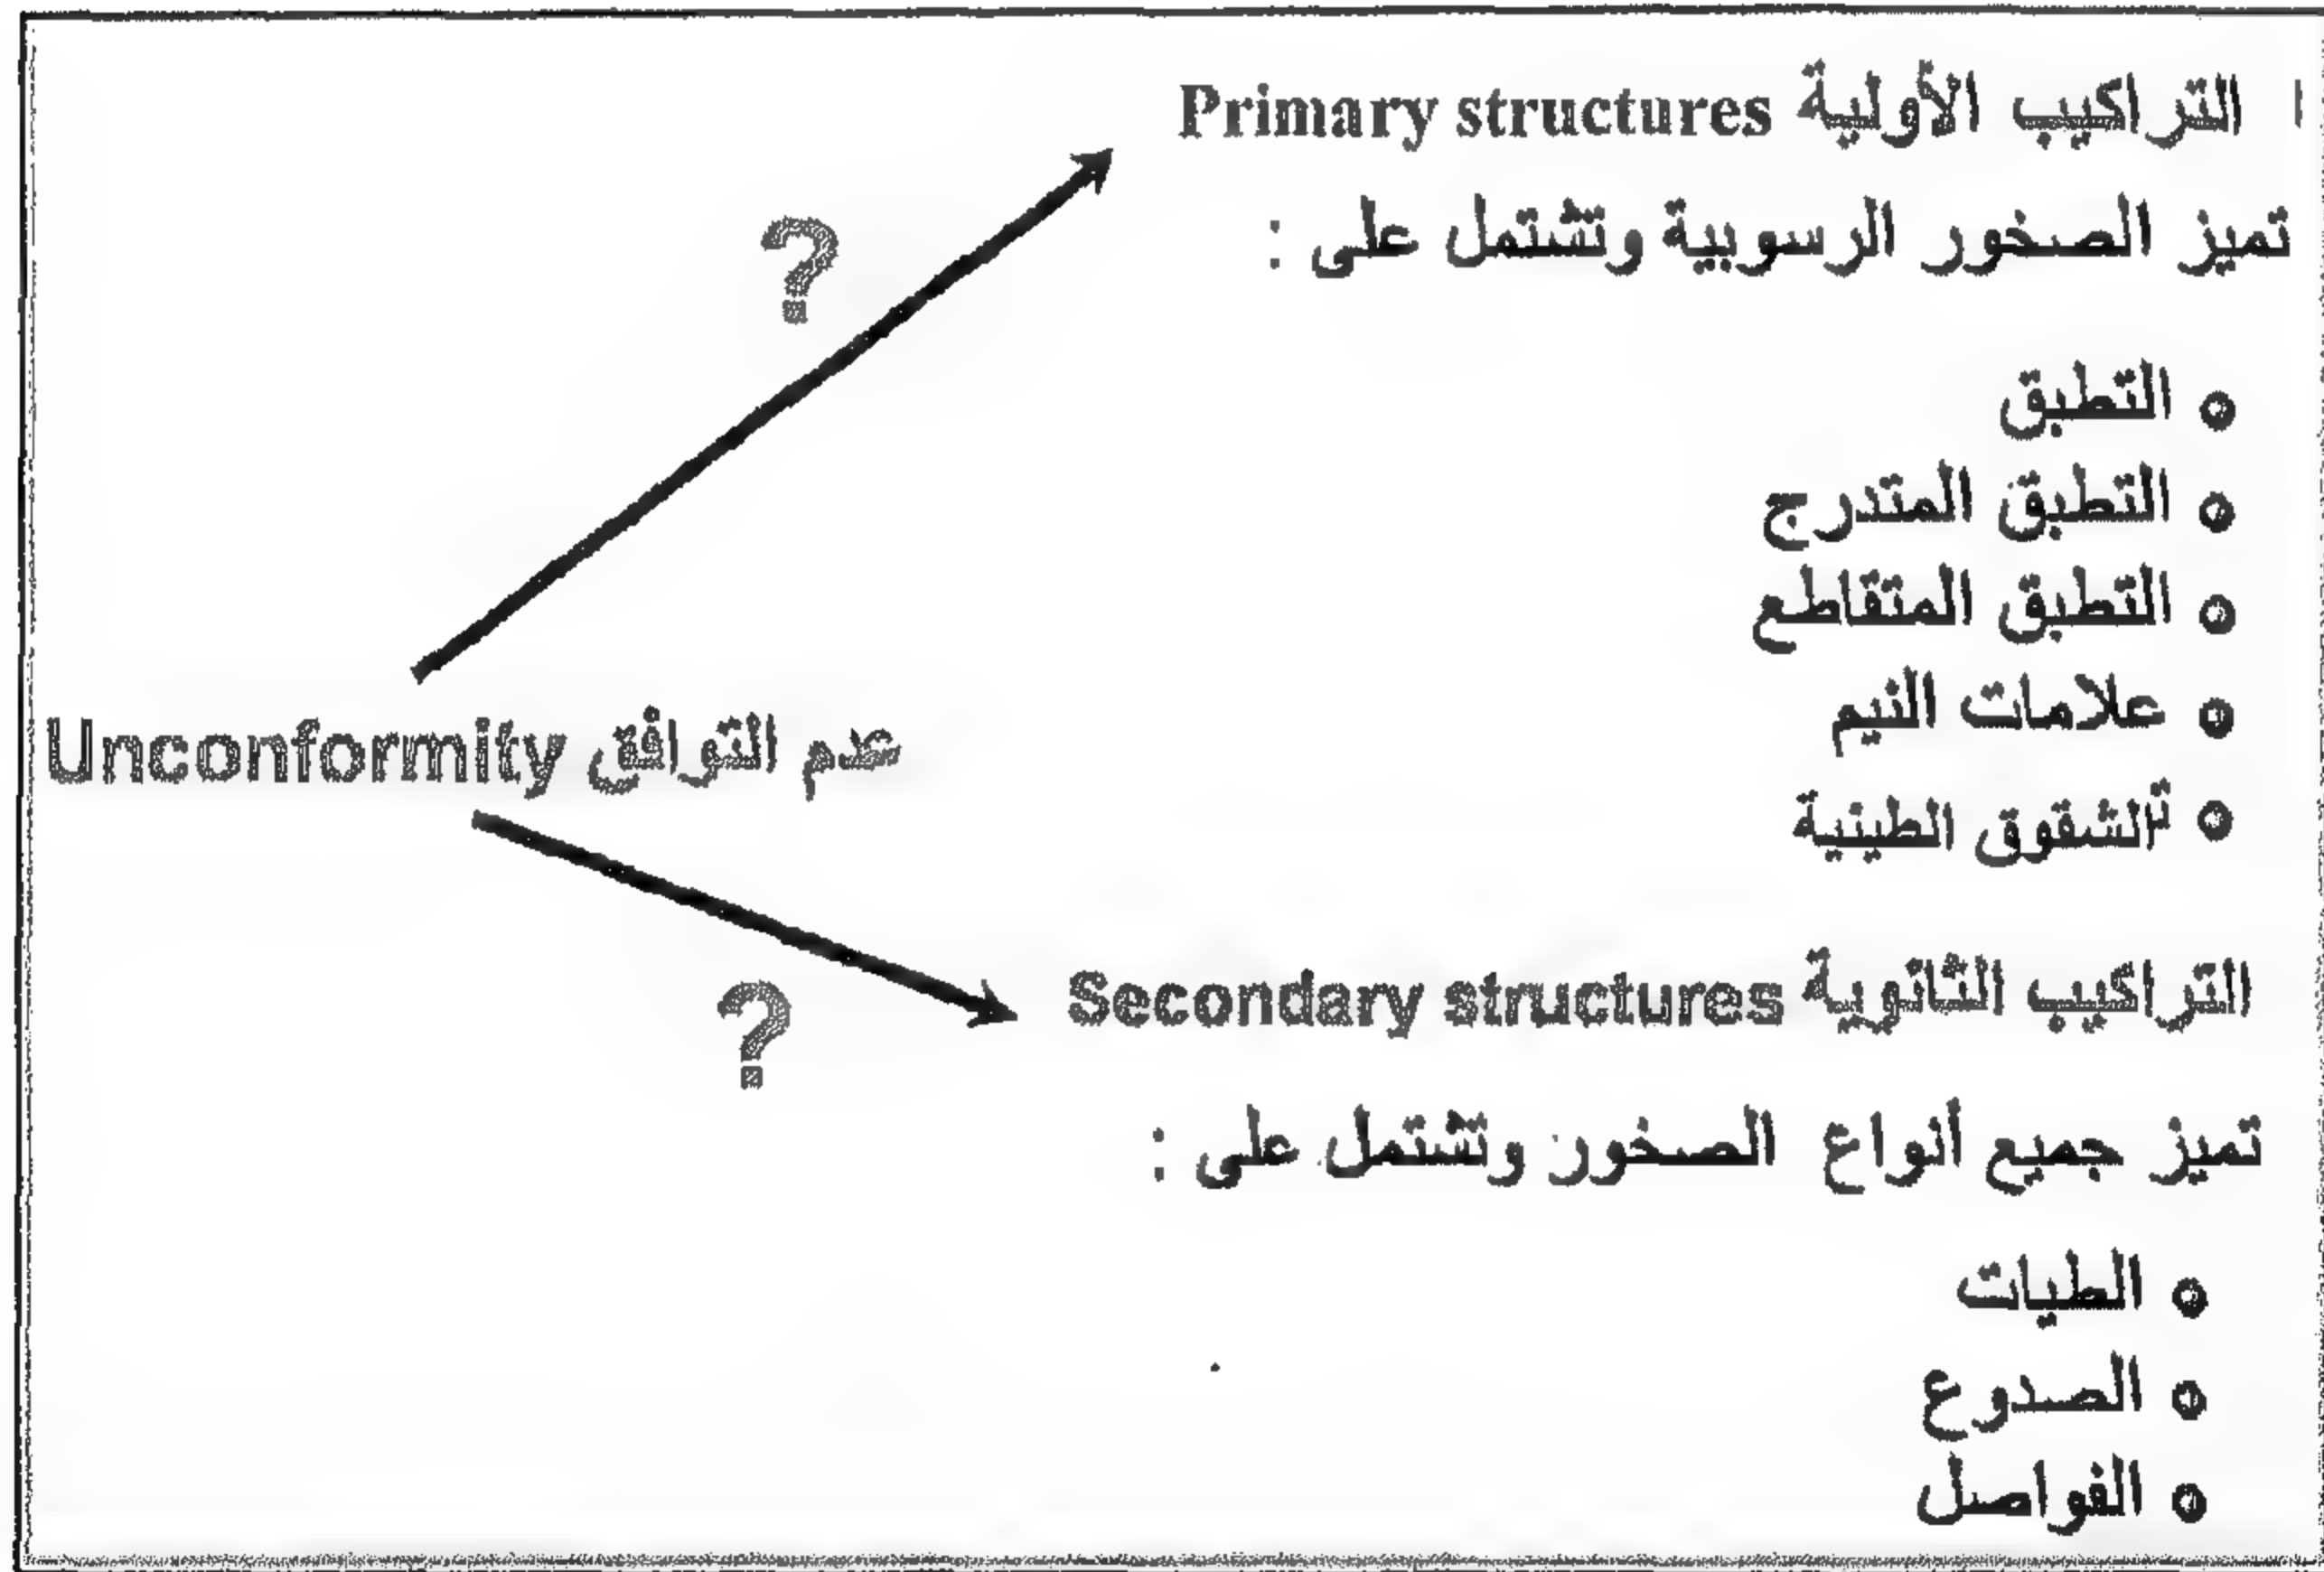 التراكيب الأولية Primary structures
تميز الصخور الرسوبية وتشتمل على :
التطبق
التطبق المتدرج
التطبق المتقاطع
علامات النيم
الشقوق الطينية
?
عدم التوافق Unconformity
?
التراكيب الثانوية Secondary structures
تميز جميع أنواع الصخور وتشتمل على :
الطيات
الصدوع
الفواصل